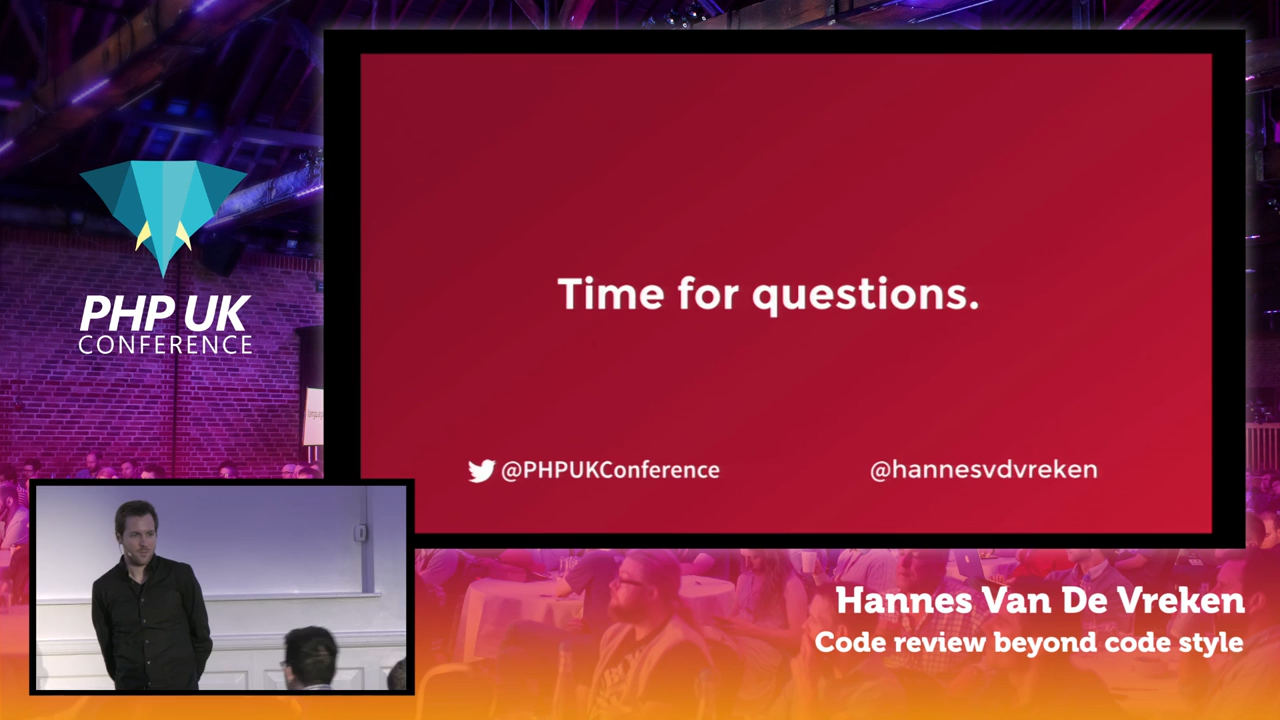 PHP UK
CONFERENCE
Time for questions.
@PHPUKConference
@hannesvdvreken
Hannes Van De Vreken
Code review beyond code style